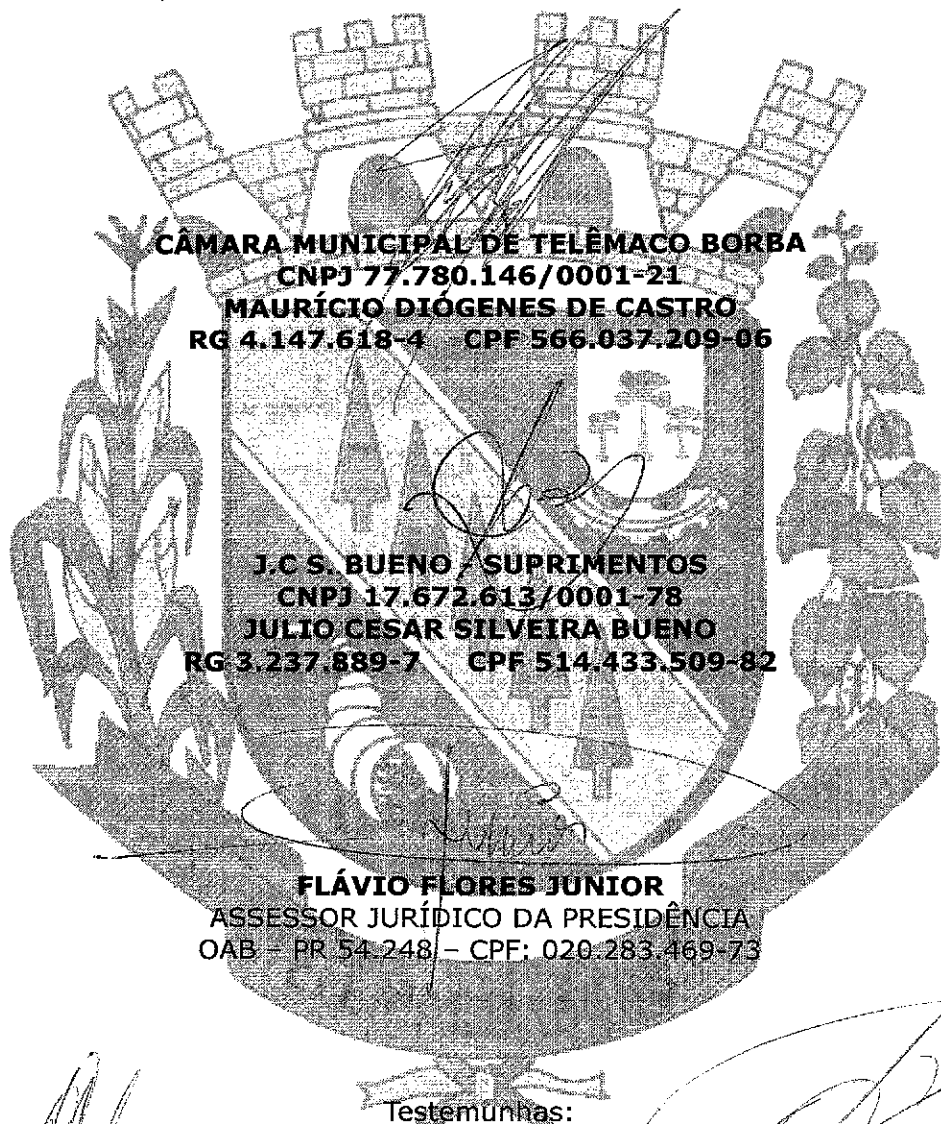 CÂMARA MUNICIPAL DE TELÊMACO BORBA
CNPJ 77.780.146/0001-21
MAURÍCIO DIÓGENES DE CASTRO
RG 4.147.618-4 CPF 566.037.209-06
J.C S. BUENO - SUPRIMENTOS
CNPJ 17.672.613/0001-78
JULIO CESAR SILVEIRA BUENO
RG 3.237.889-7 CPF 514.433.509-82
FLÁVIO FLORES JUNIOR
ASSESSOR JURÍDICO DA PRESIDÊNCIA
OAB – PR 54.248 – CPF: 020.283.469-73
Testemunhas: